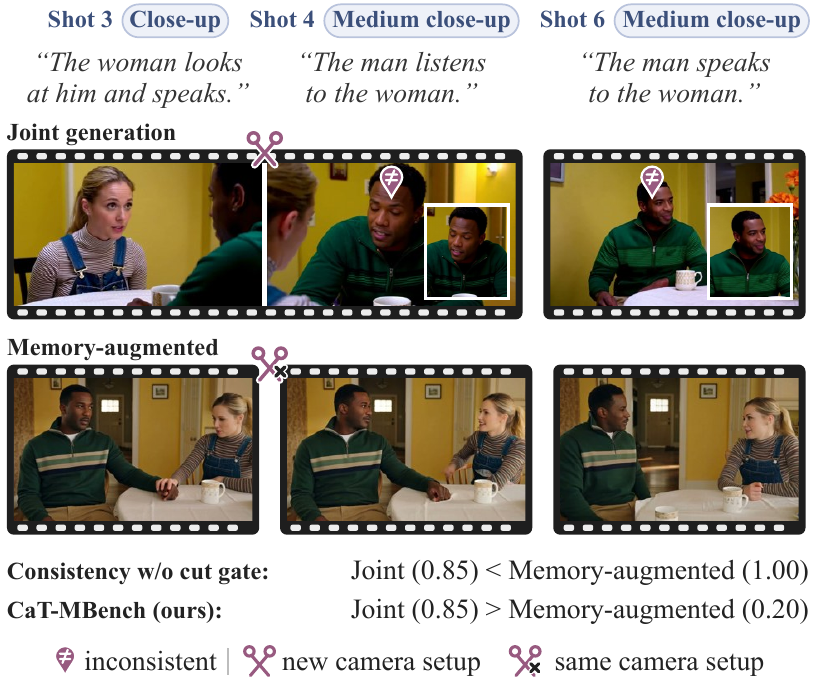 Shot 3 Close-up Shot 4 Medium close-up Shot 6 Medium close-up
“The woman looks at him and speaks.”
“The man listens to the woman.”
“The man speaks to the woman.”
Joint generation
≠
≠
Memory-augmented
Consistency w/o cut gate: Joint (0.85) < Memory-augmented (1.00)
CaT-MBench (ours): Joint (0.85) > Memory-augmented (0.20)
≠ inconsistent | new camera setup same camera setup